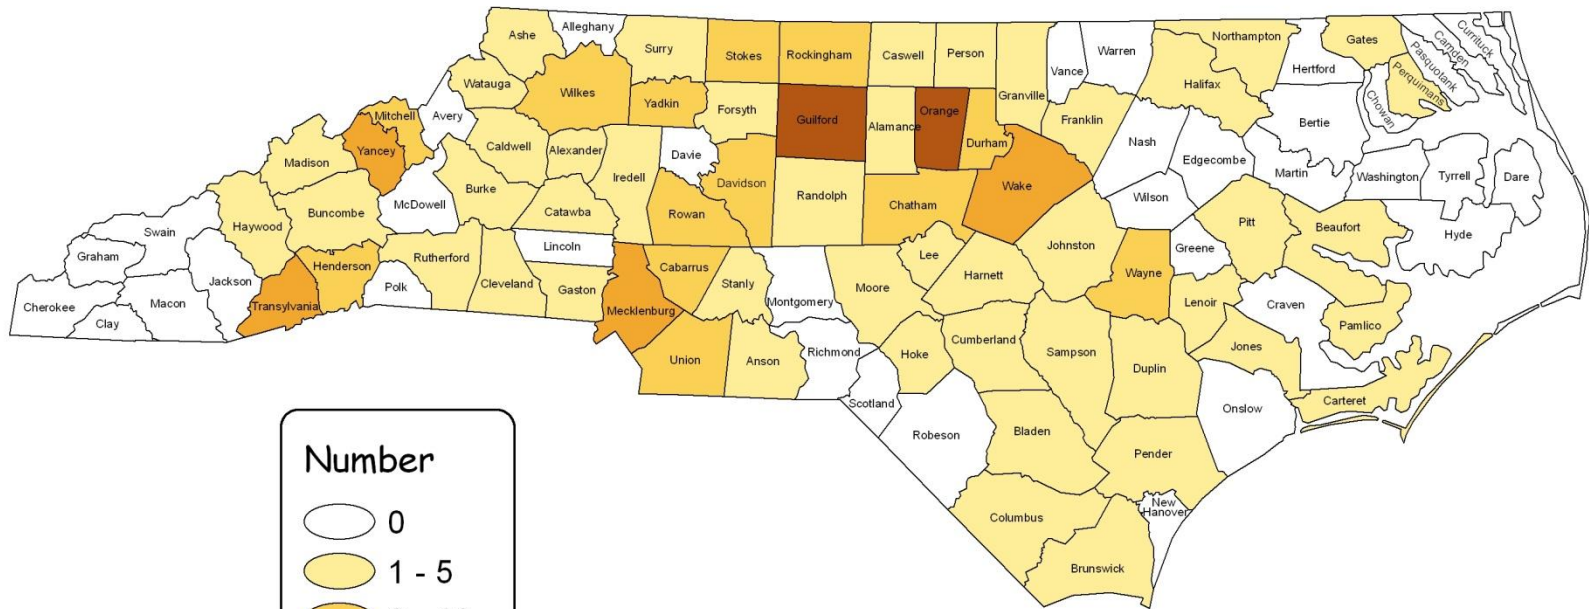 Alleghany
Ashe
Surry
Stokes
Rockingham
Caswell
Person
Vance
Warren
Northampton
Gates
Currituck
Camden
Pasquotank
Perquimans
Hertford
Chowan
Watauga
Wilkes
Yadkin
Forsyth
Guilford
Alamance
Orange
Durham
Granville
Franklin
Halifax
Bertie
Mitchell
Avery
Yancey
Madison
Caldwell
Alexander
Iredell
Davie
Davidson
Randolph
Chatham
Wake
Nash
Edgecombe
Martin
Washington
Tyrrell
Dare
Wilson
Burke
McDowell
Buncombe
Haywood
Catawba
Rowan
Swain
Graham
Jackson
Cherokee
Macon
Clay
Transylvania
Henderson
Polk
Rutherford
Cleveland
Lincoln
Gaston
Mecklenburg
Cabarrus
Stanly
Montgomery
Moore
Lee
Harnett
Johnston
Wayne
Greene
Pitt
Beaufort
Hyde
Lenoir
Craven
Pamlico
Union
Anson
Richmond
Scotland
Hoke
Cumberland
Sampson
Duplin
Jones
Carteret
Onslow
Robeson
Bladen
Pender
New
Hanover
Columbus
Brunswick
Number
0
1 - 5